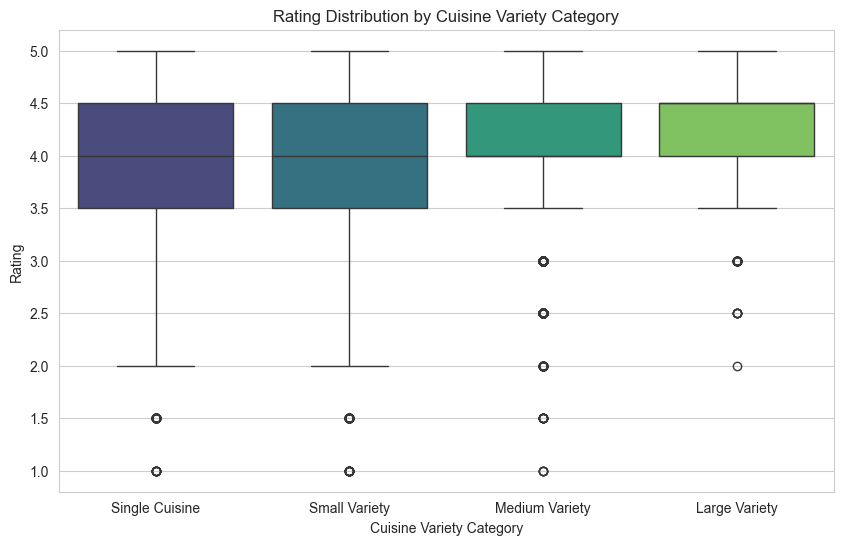 Rating Distribution by Cuisine Variety Category
5.0
4.5
4.0
3.5
3.0
2.5
2.0
1.5
1.0
Rating
Single Cuisine
Small Variety
Medium Variety
Large Variety
Cuisine Variety Category